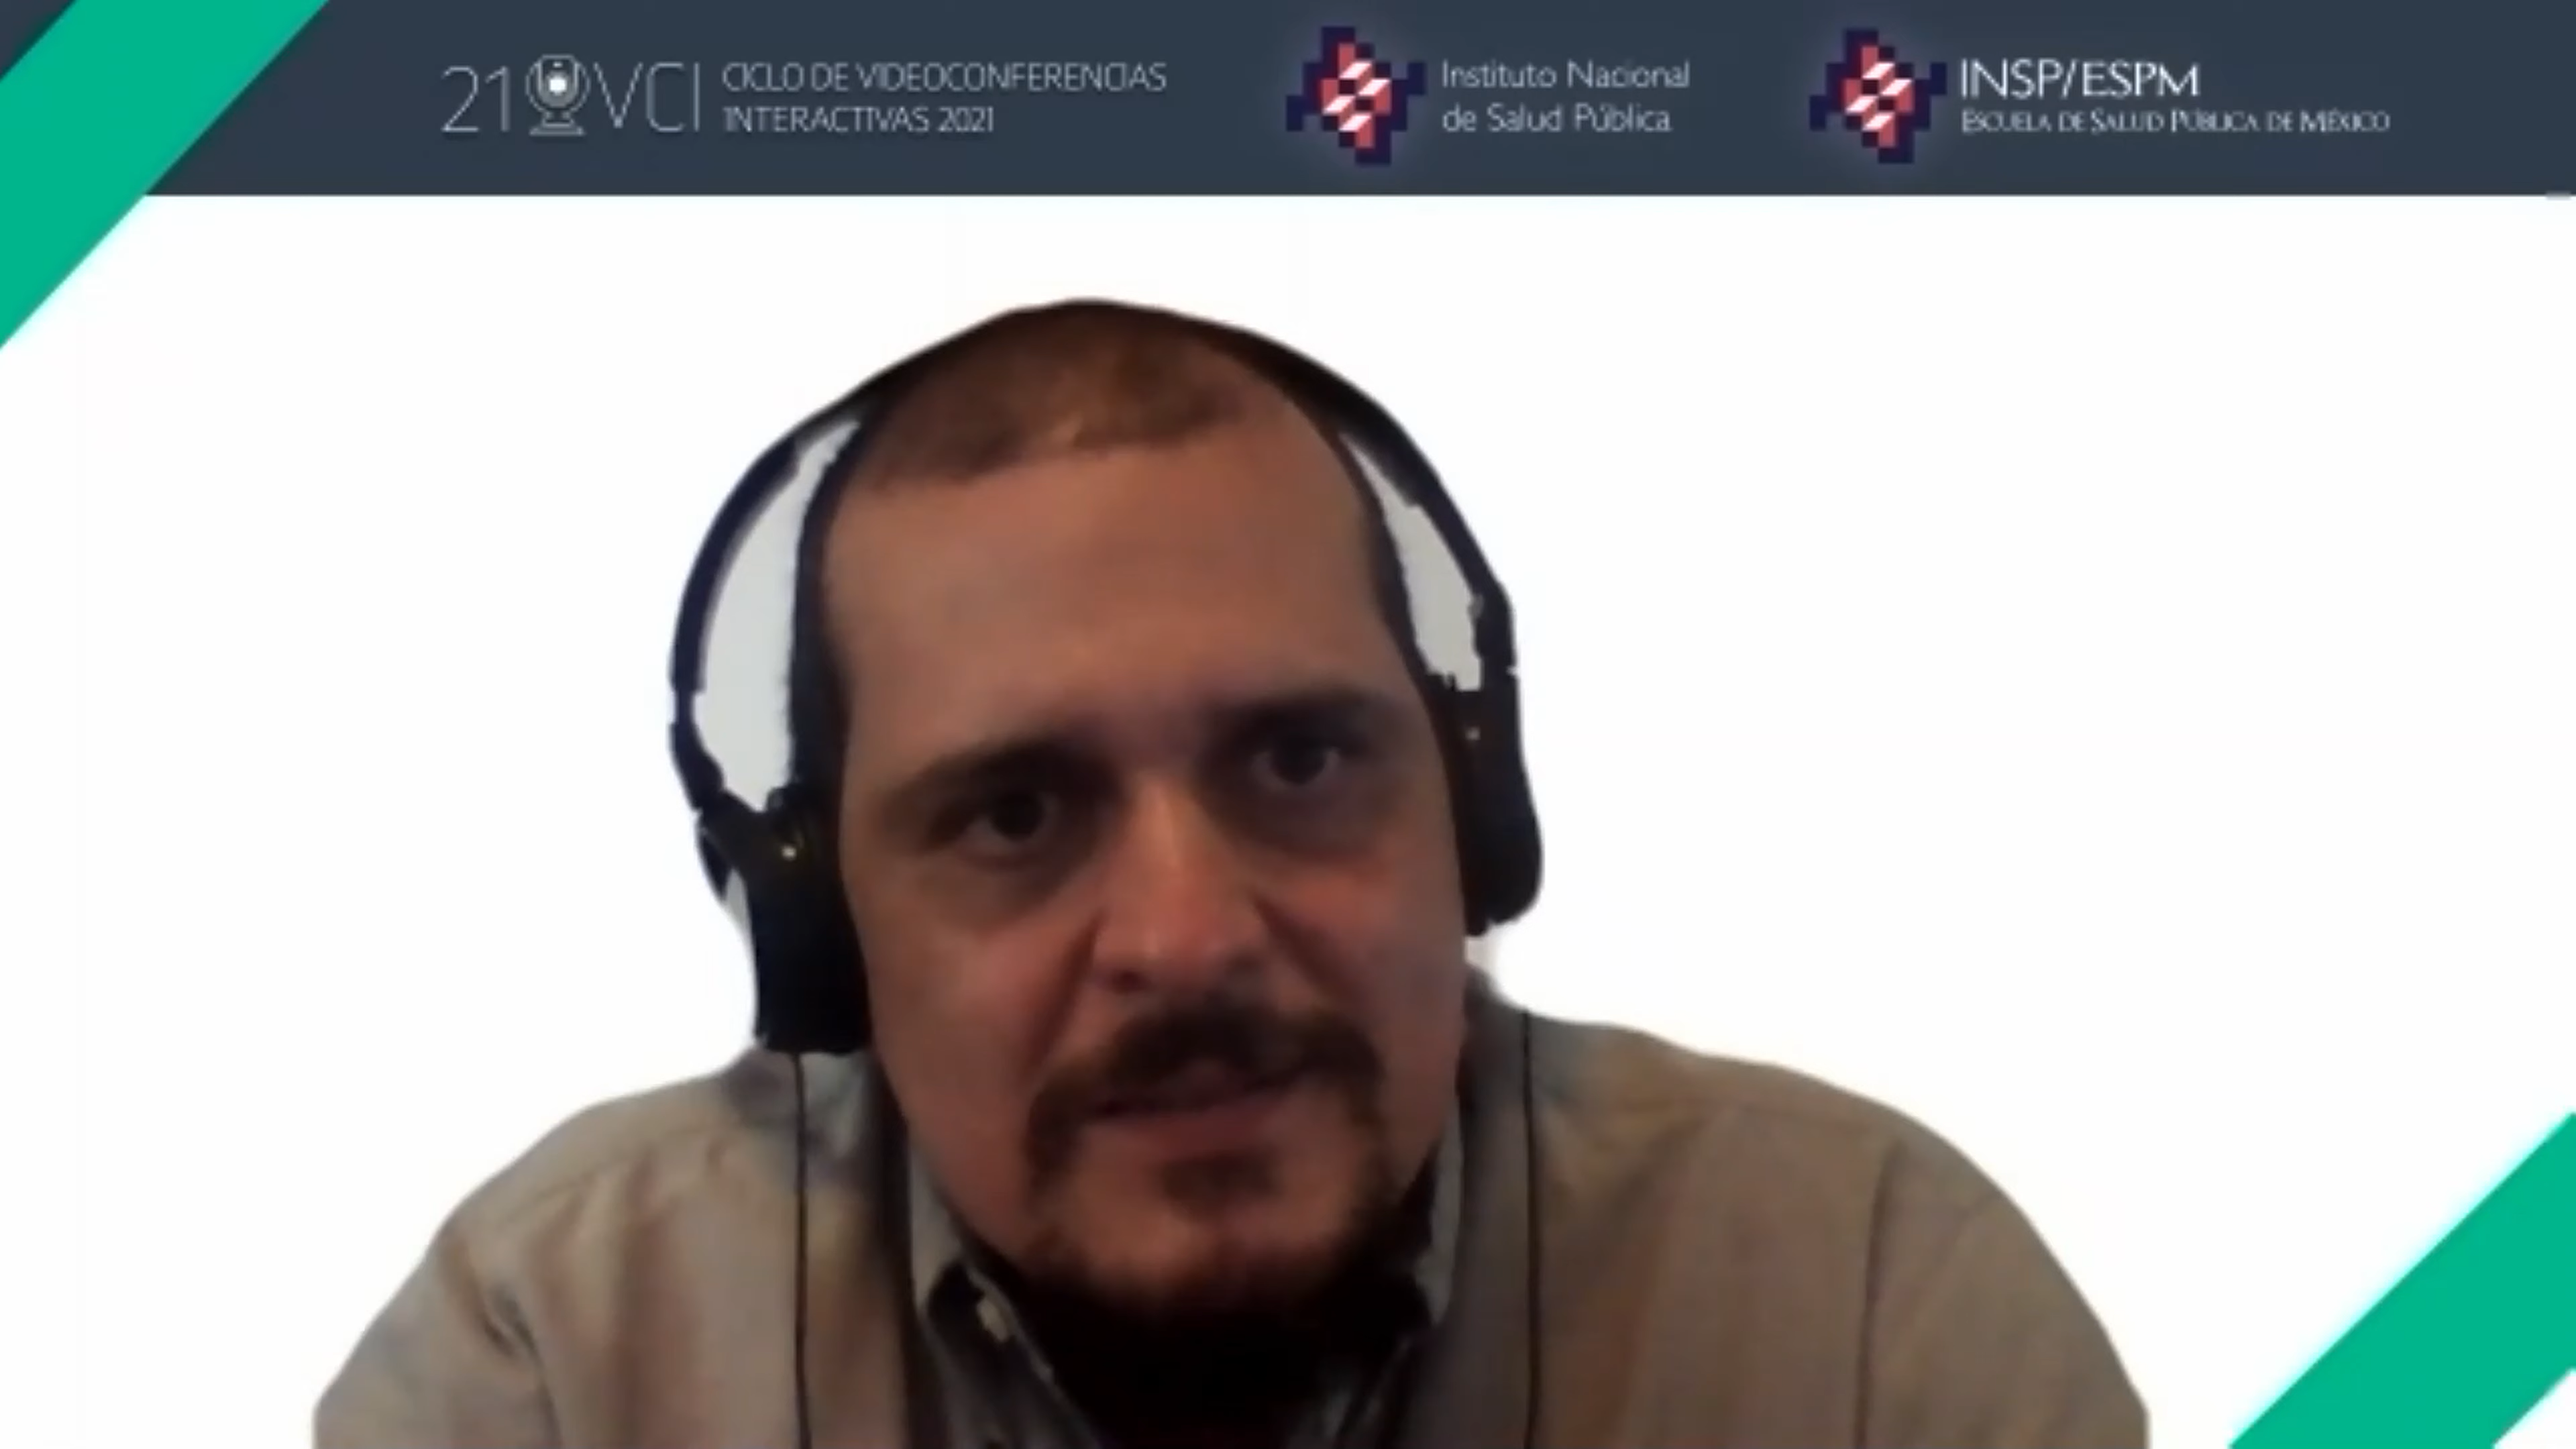 21 VCI
CICLO DE VIDEOCONFERENCIAS
INTERACTIVAS 2021
Instituto Nacional
de Salud Pública
INSP/ESPM
ESCUELA DE SALUD PÚBLICA DE MÉXICO